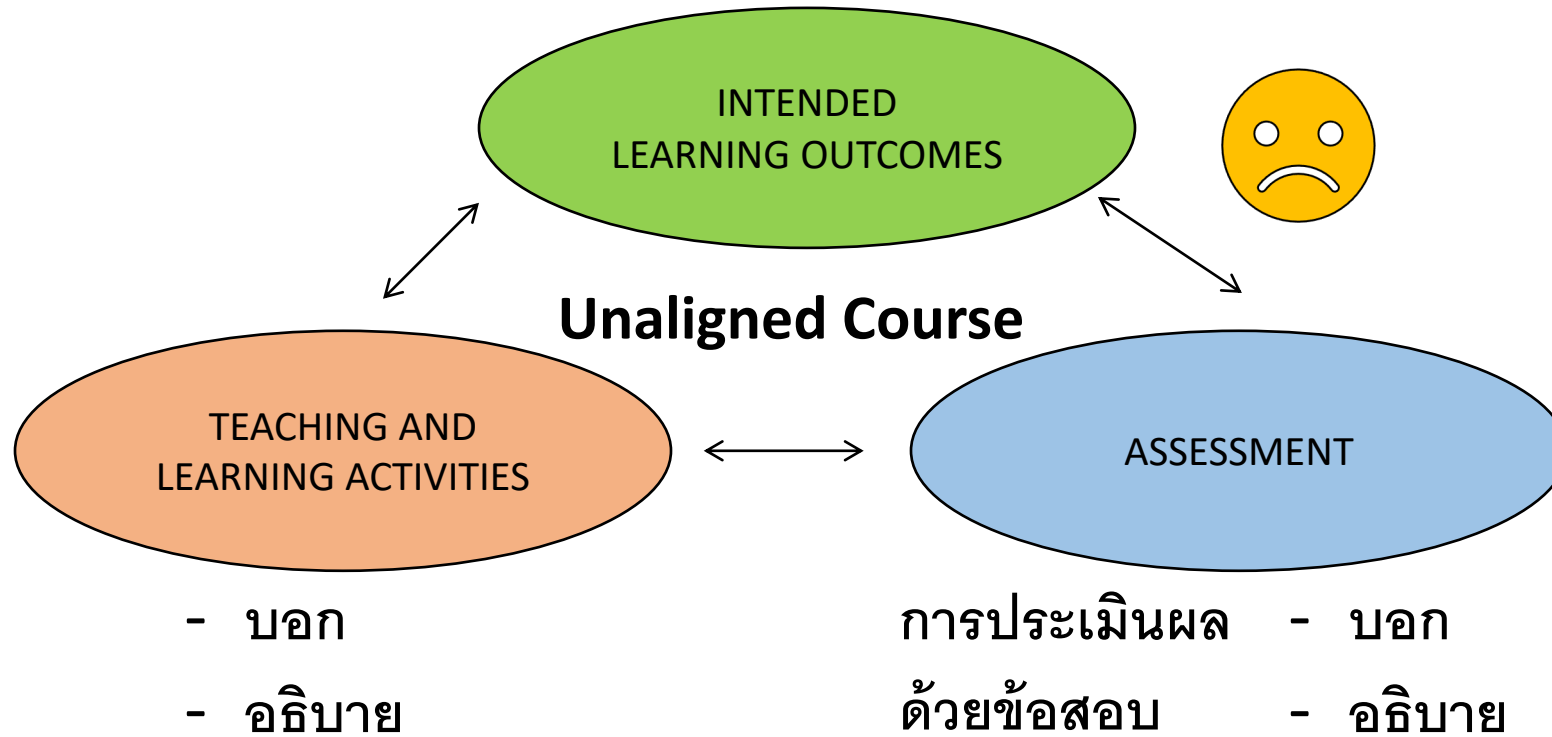 INTENDED
LEARNING OUTCOMES
Unaligned Course
TEACHING AND
LEARNING ACTIVITIES
ASSESSMENT
- บอก
- อธิบาย
การประเมินผล - บอก
ด้วยข้อสอบ - อธิบาย